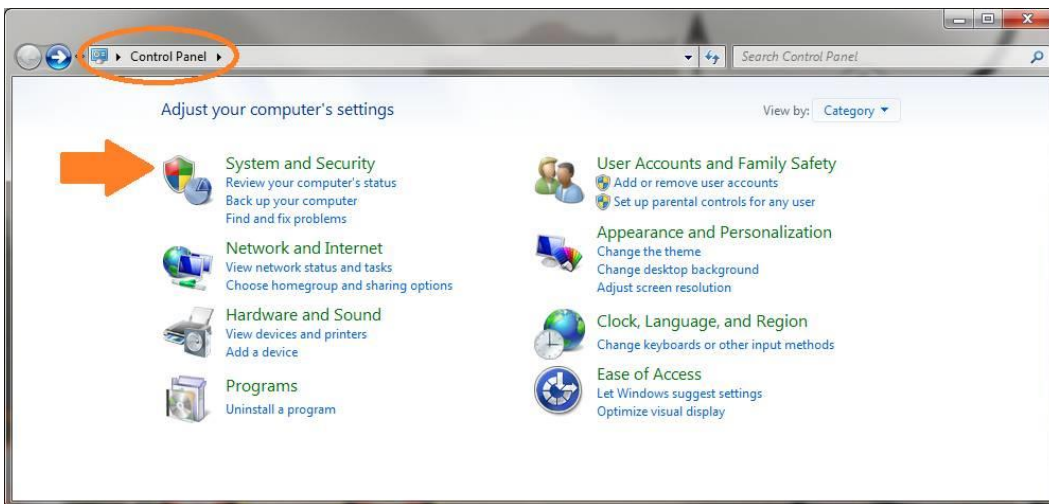 Control Panel
Search Control Panel
Adjust your computer's settings
View by: Category
System and Security
Review your computer's status
Back up your computer
Find and fix problems
Network and Internet
View network status and tasks
Choose homegroup and sharing options
Hardware and Sound
View devices and printers
Add a device
Programs
Uninstall a program
User Accounts and Family Safety
Add or remove user accounts
Set up parental controls for any user
Appearance and Personalization
Change the theme
Change desktop background
Adjust screen resolution
Clock, Language, and Region
Change keyboards or other input methods
Ease of Access
Let Windows suggest settings
Optimize visual display